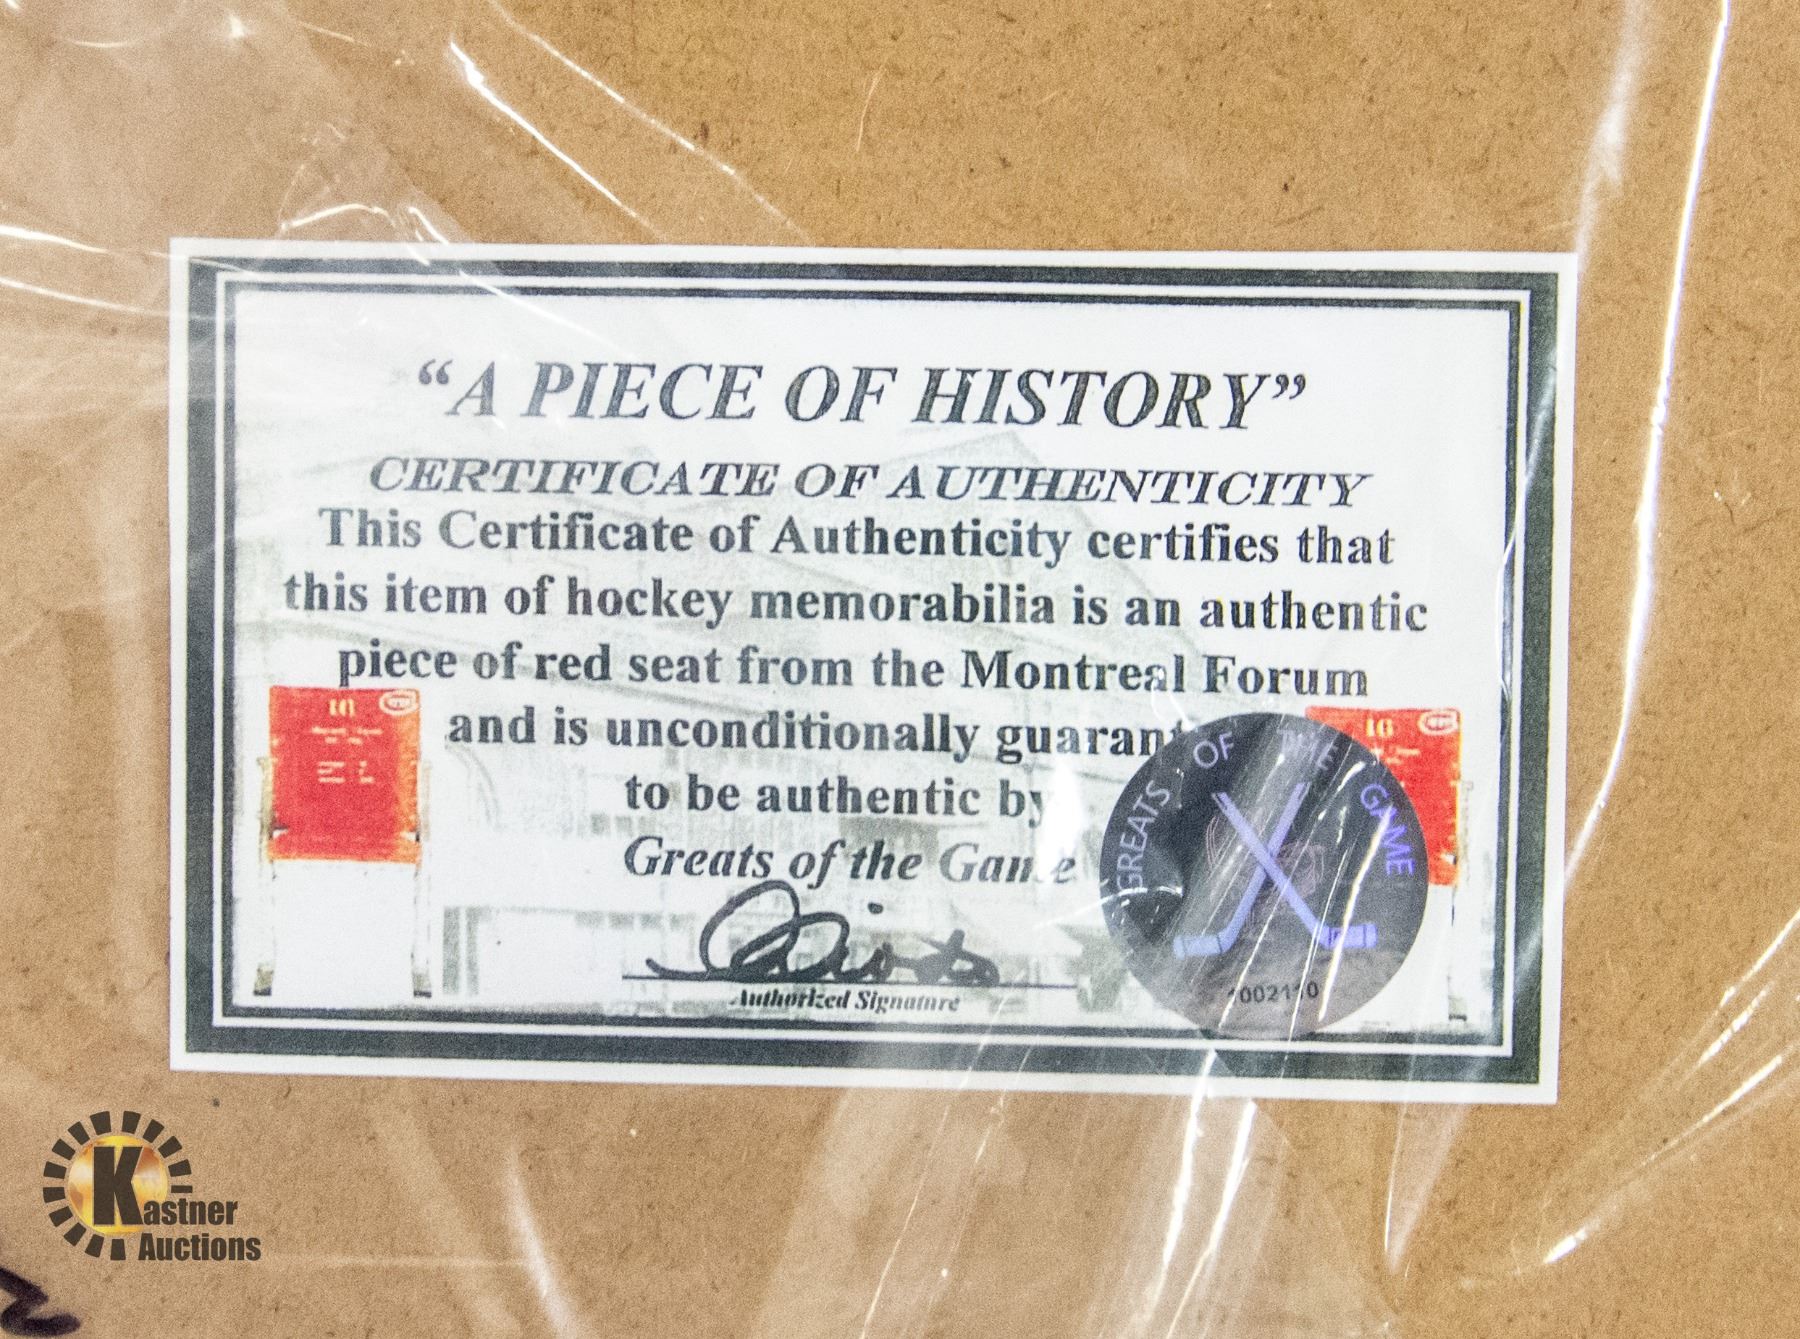 “A PIECE OF HISTORY”
CERTIFICATE OF AUTHENTICITY
This Certificate of Authenticity certifies that
this item of hockey memorabilia is an authentic
piece of red seat from the Montreal Forum
and is unconditionally guarant
to be authentic by
Greats of the Game
Authorized Signature
16
16
GREATS OF THE GAME
Kastner
Auctions